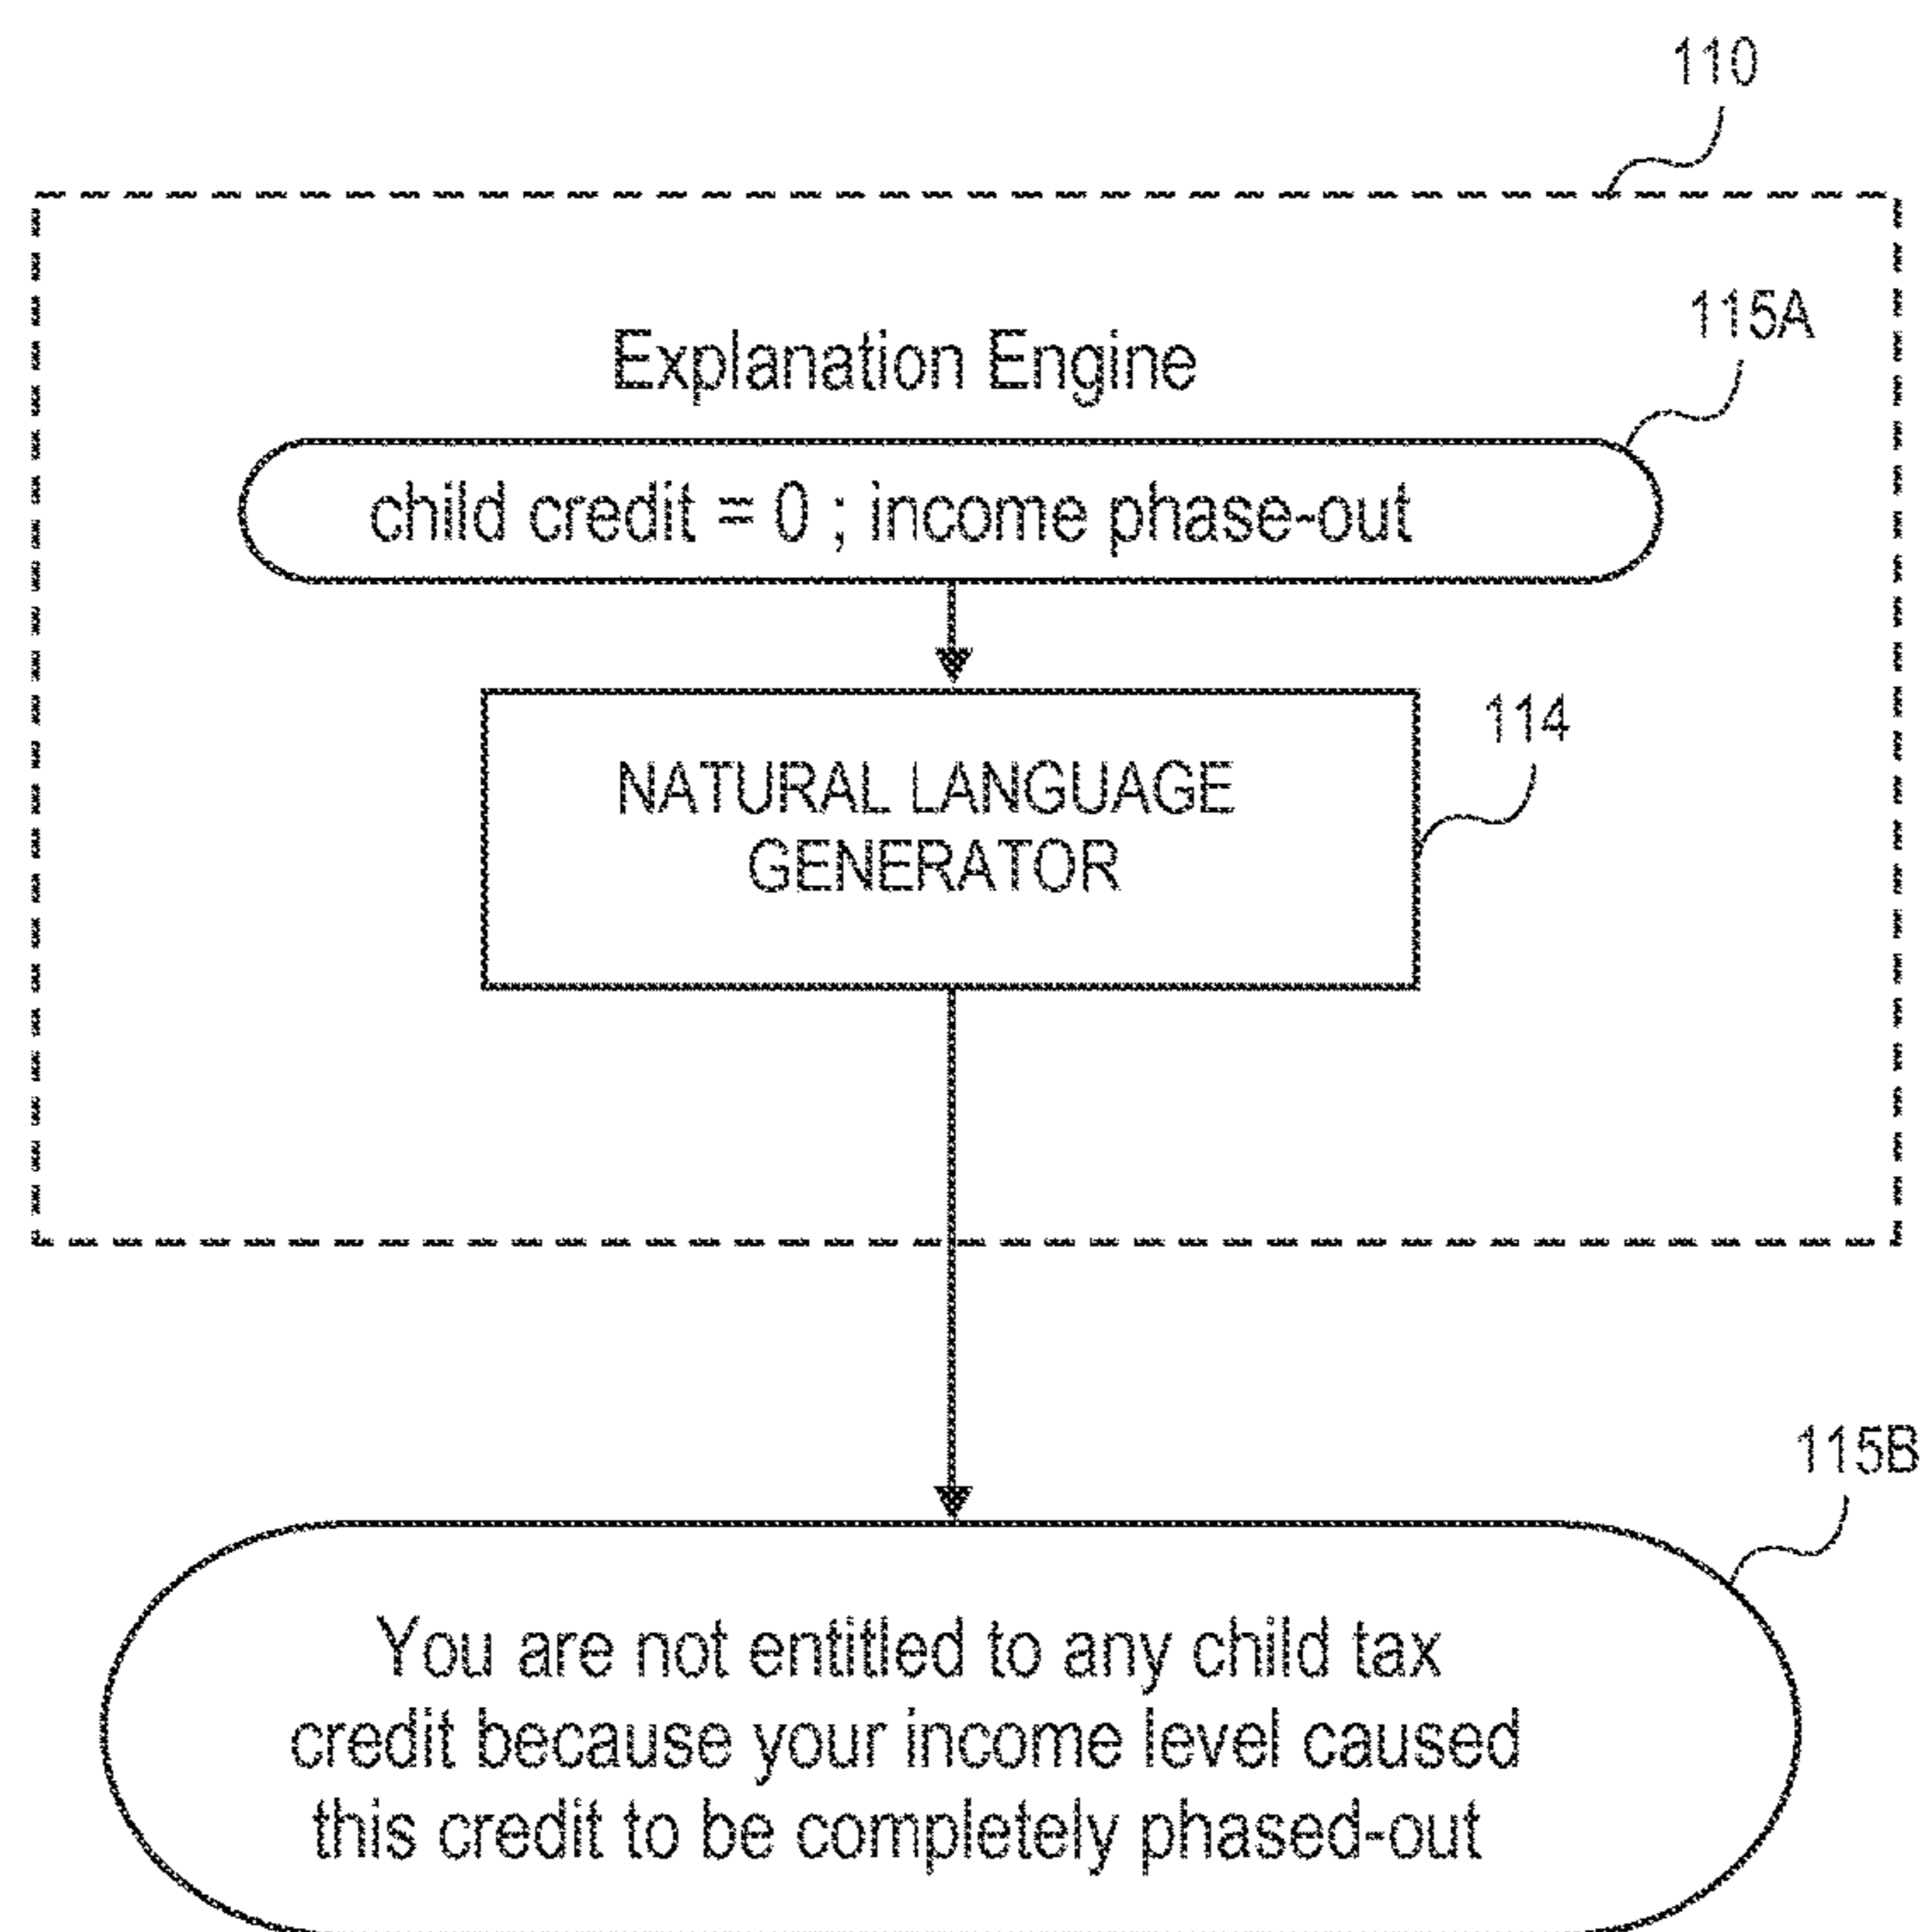 110
115A
Explanation Engine
child credit = 0 ; income phase-out
114
NATURAL LANGUAGE
GENERATOR
115B
You are not entitled to any child tax
credit because your income level caused
this credit to be completely phased-out